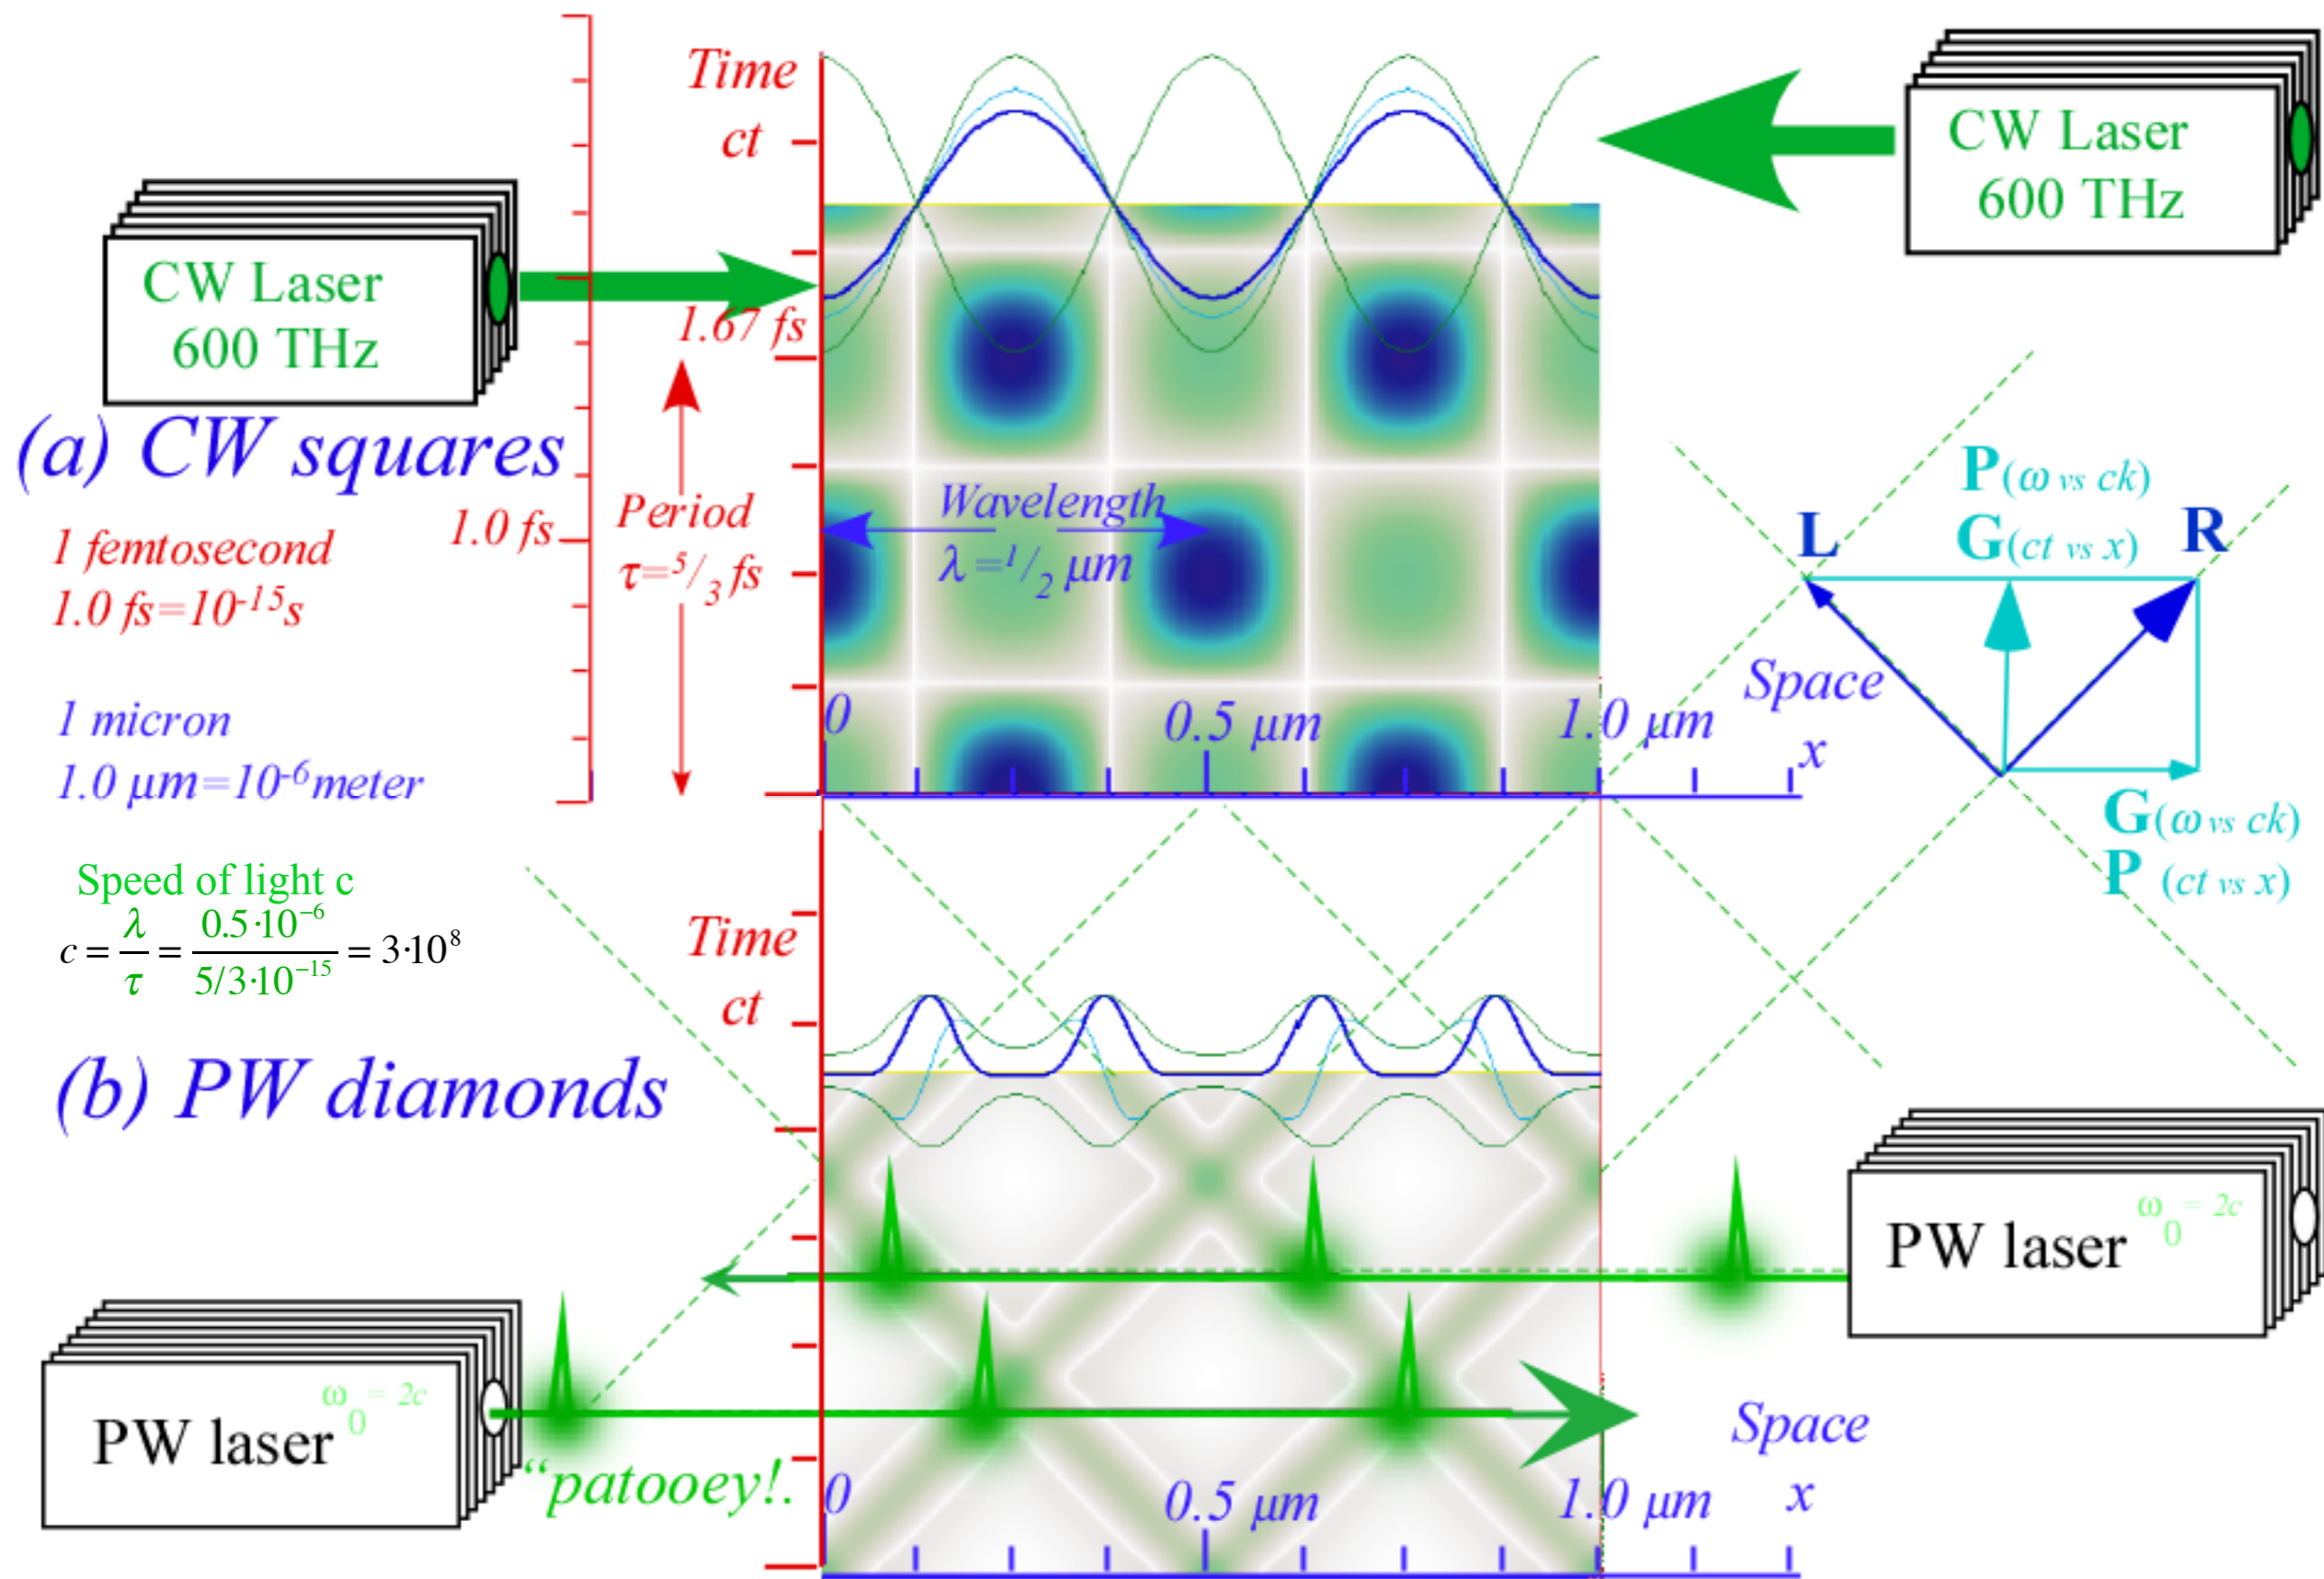 Time
ct
CW Laser
600 THz
CW Laser
600 THz
1.67 fs
(a) CW squares
1 femtosecond
1.0 fs=10⁻¹⁵s
1.0 fs
Period
τ=⁵/₃ fs
Wavelength
λ=¹/₂ μm
P(ω vs ck)
G(ct vs x)
L
R
1 micron
1.0 μm=10⁻⁶meter
0
0.5 μm
1.0 μm
Space
x
G(ω vs ck)
P (ct vs x)
Speed of light c
c = λ/τ = 0.5·10⁻⁶ / 5/3·10⁻¹⁵ = 3·10⁸
Time
ct
(b) PW diamonds
PW laser ω₀ = 2c
PW laser ω₀ = 2c
“patooey!.
0
0.5 μm
1.0 μm
Space
x